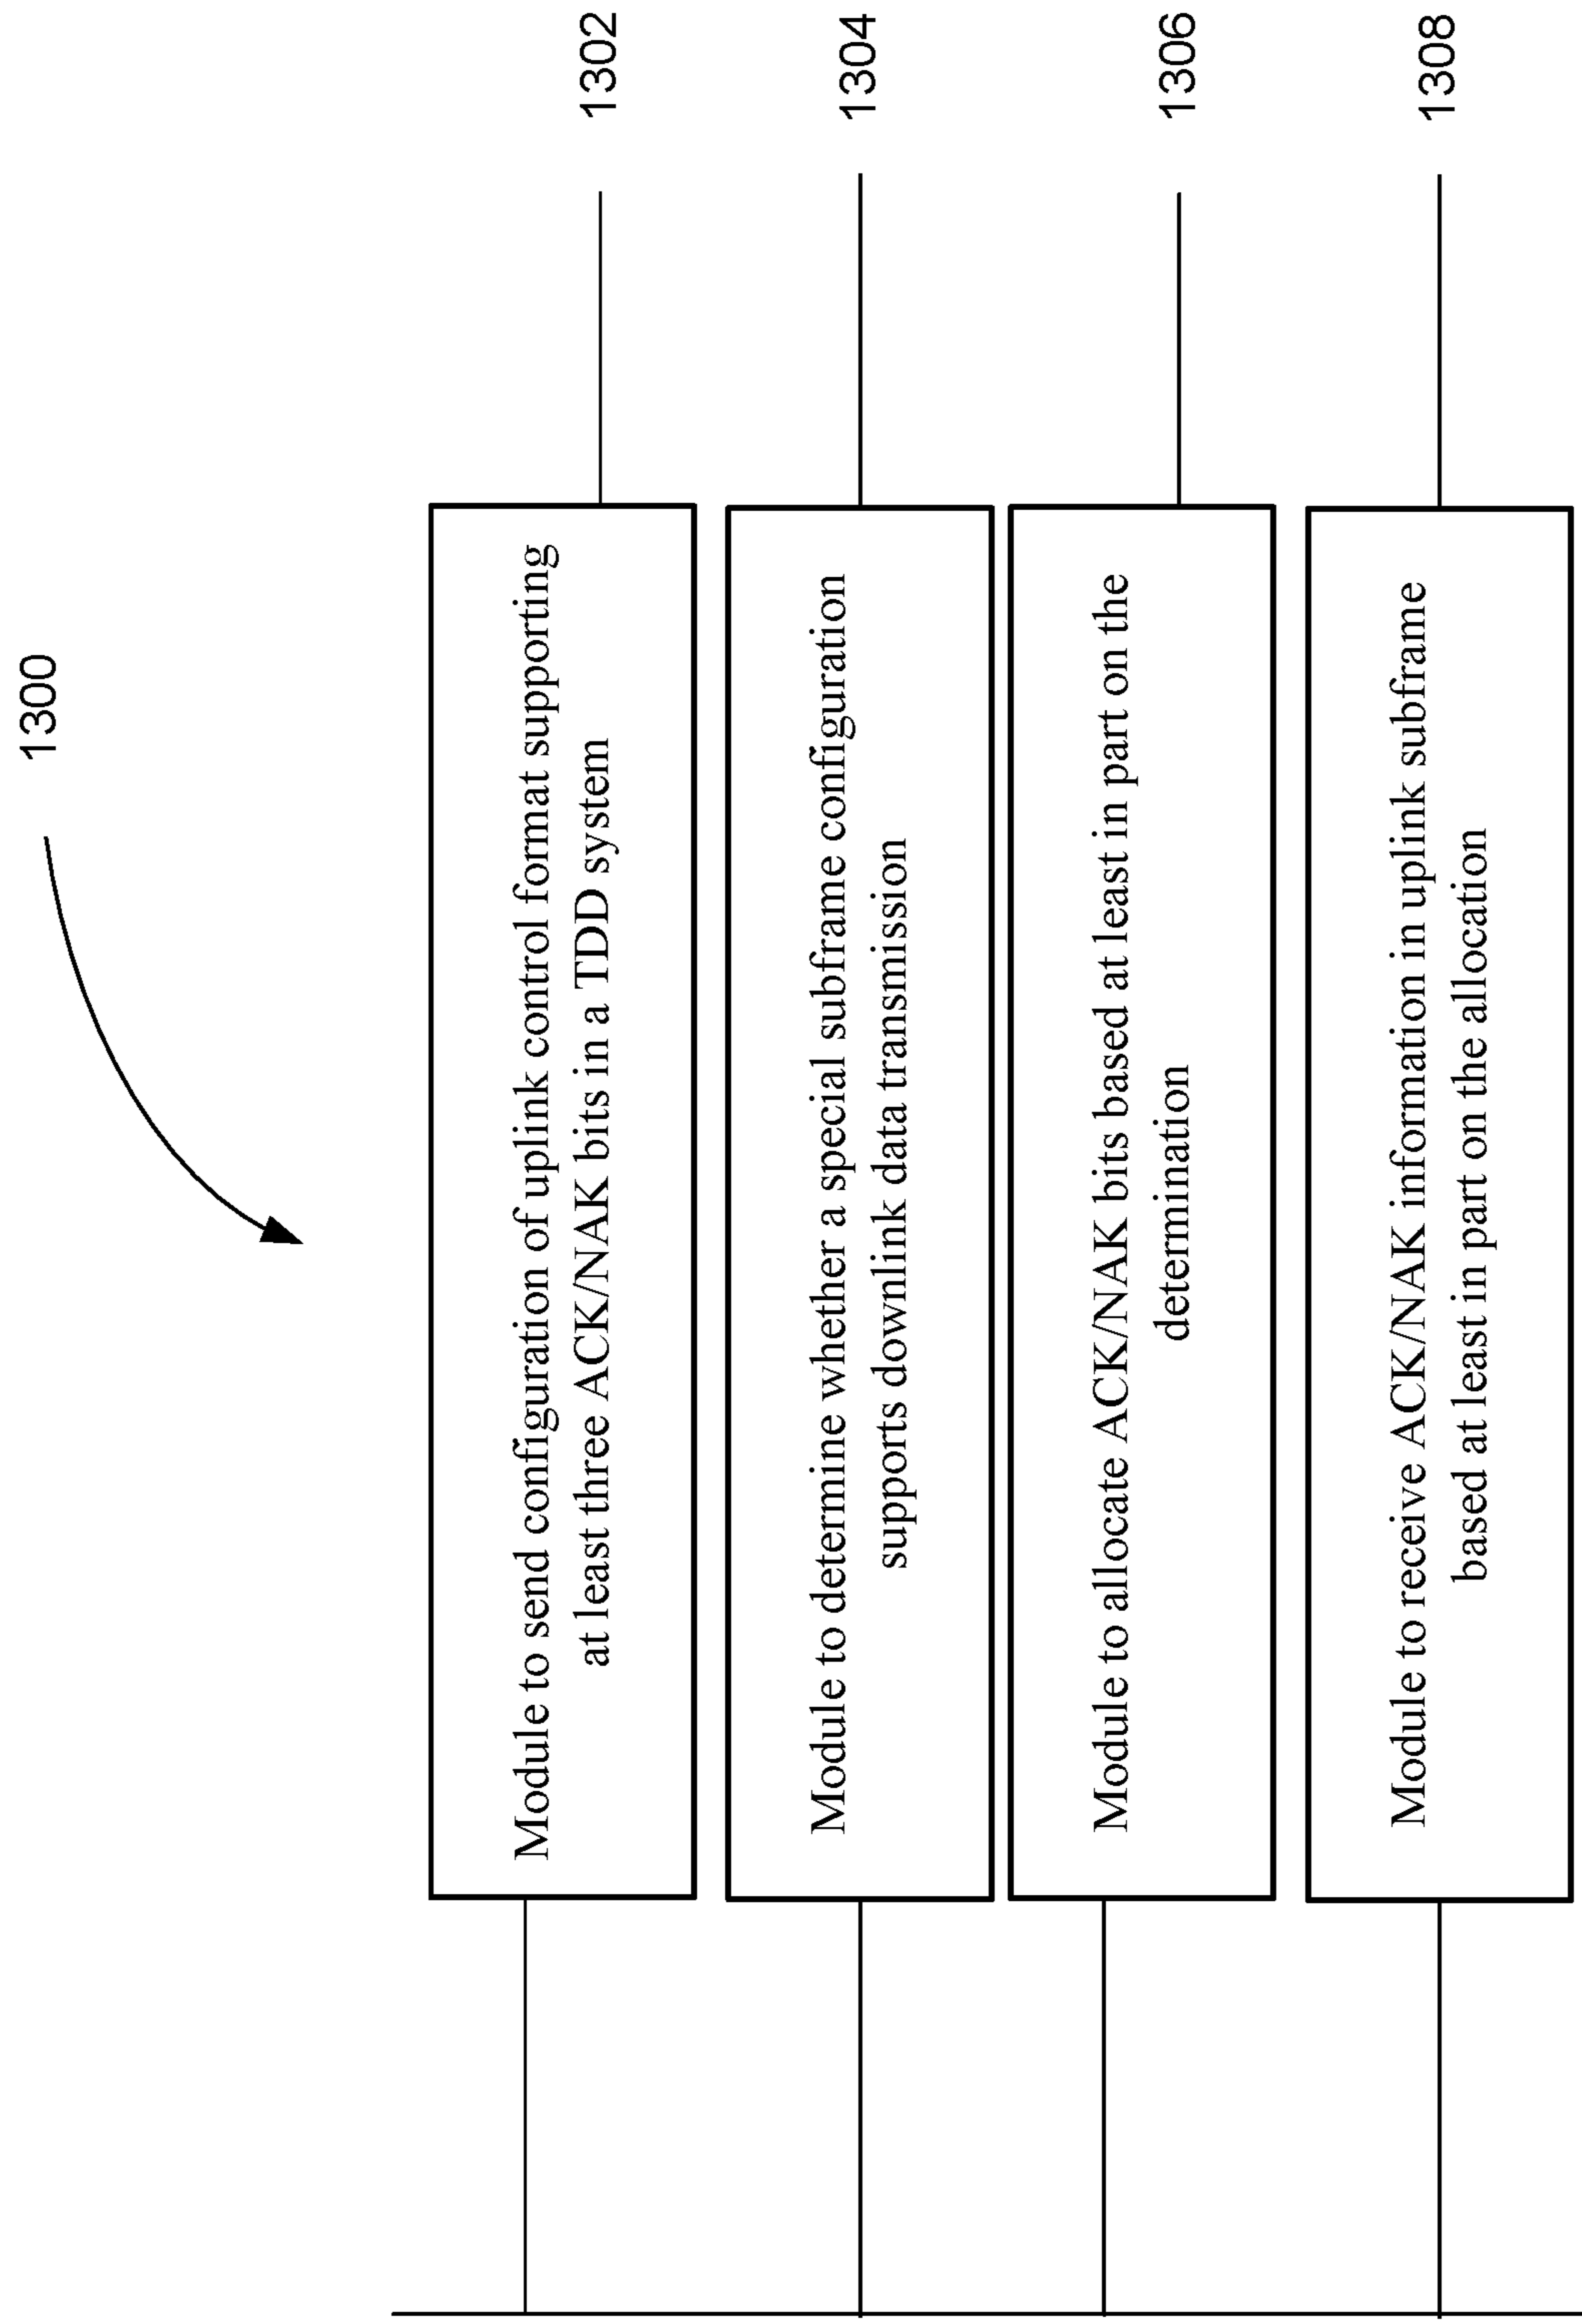 1300
Module to send configuration of uplink control format supporting
at least three ACK/NAK bits in a TDD system
1302
Module to determine whether a special subframe configuration
supports downlink data transmission
1304
Module to allocate ACK/NAK bits based at least in part on the
determination
1306
Module to receive ACK/NAK information in uplink subframe
based at least in part on the allocation
1308